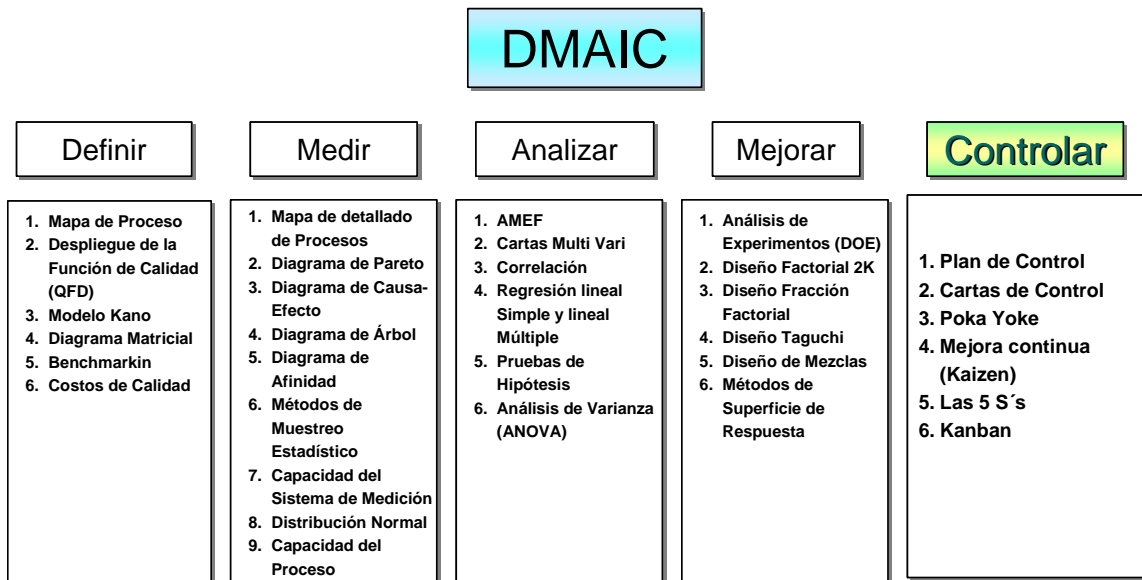 DMAIC
Definir
1. Mapa de Proceso
2. Despliegue de la
Función de Calidad
(QFD)
3. Modelo Kano
4. Diagrama Matricial
5. Benchmarkin
6. Costos de Calidad
Medir
1. Mapa de detallado
de Procesos
2. Diagrama de Pareto
3. Diagrama de Causa-
Efecto
4. Diagrama de Árbol
5. Diagrama de
Afinidad
6. Métodos de
Muestreo
Estadístico
7. Capacidad del
Sistema de Medición
8. Distribución Normal
9. Capacidad del
Proceso
Analizar
1. AMEF
2. Cartas Multi Vari
3. Correlación
4. Regresión lineal
Simple y lineal
Múltiple
5. Pruebas de
Hipótesis
6. Análisis de Varianza
(ANOVA)
Mejorar
1. Análisis de
Experimentos (DOE)
2. Diseño Factorial 2K
3. Diseño Fracción
Factorial
4. Diseño Taguchi
5. Diseño de Mezclas
6. Métodos de
Superficie de
Respuesta
Controlar
1. Plan de Control
2. Cartas de Control
3. Poka Yoke
4. Mejora continua
(Kaizen)
5. Las 5 S´s
6. Kanban